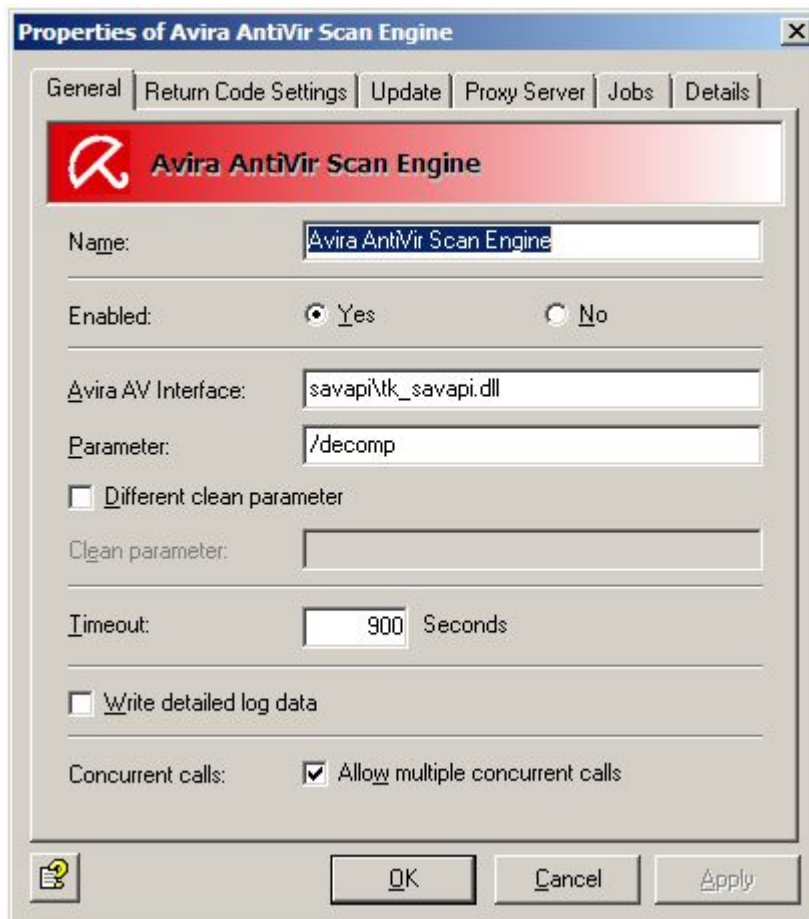 Properties of Avira AntiVir Scan Engine
General Return Code Settings Update Proxy Server Jobs Details
Avira AntiVir Scan Engine
Name: Avira AntiVir Scan Engine
Enabled: Yes No
Avira AV Interface: savapi\tk_savapi.dll
Parameter: /decomp
Different clean parameter
Clean parameter:
Timeout: 900 Seconds
Write detailed log data
Concurrent calls: Allow multiple concurrent calls
OK Cancel Apply